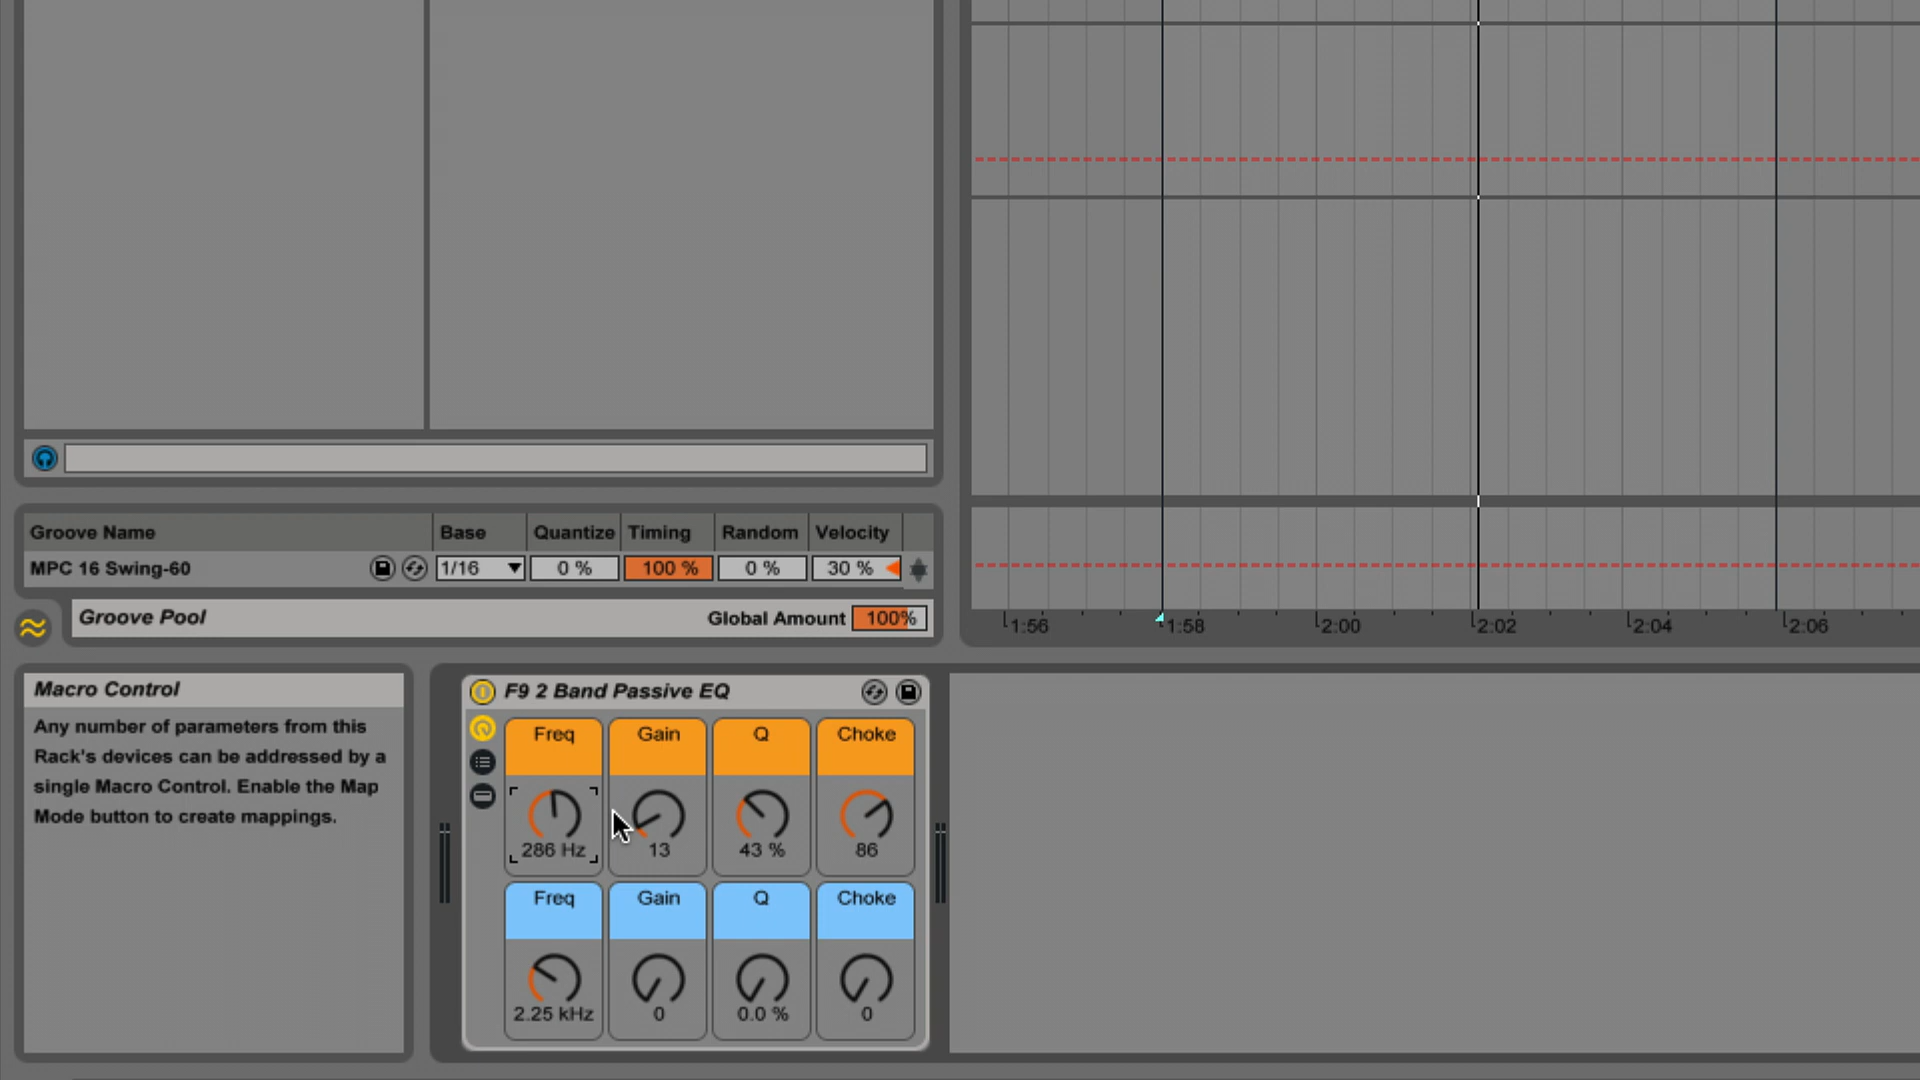 Groove Name Base Quantize Timing Random Velocity
MPC 16 Swing-60 1/16 0 % 100 % 0 % 30 %
Groove Pool Global Amount 100%
1:56 1:58 2:00 2:02 2:04 2:06
Macro Control
Any number of parameters from this
Rack's devices can be addressed by a
single Macro Control. Enable the Map
Mode button to create mappings.
F9 2 Band Passive EQ
Freq Gain Q Choke
286 Hz 13 43 % 86
Freq Gain Q Choke
2.25 kHz 0 0.0 % 0